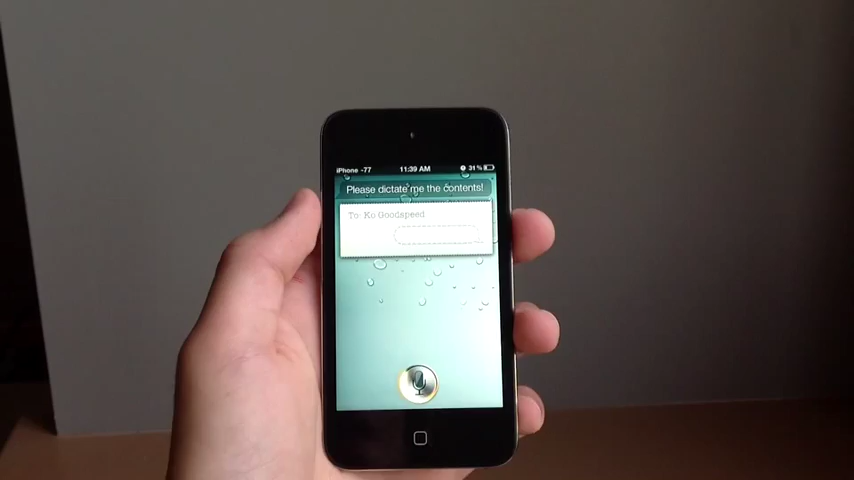 iPhone -77 11:39 AM 31%
Please dictate me the contents!
To: Ko Goodspeed